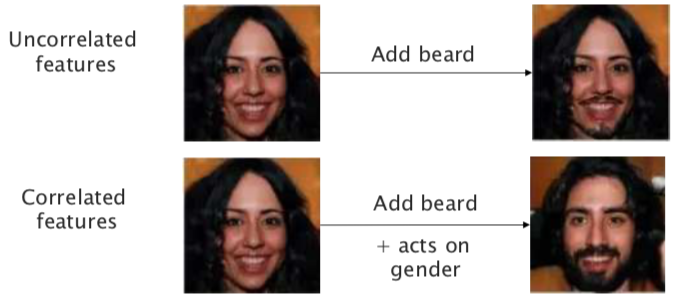 Uncorrelated
features
Add beard
Correlated
features
Add beard
+ acts on
gender